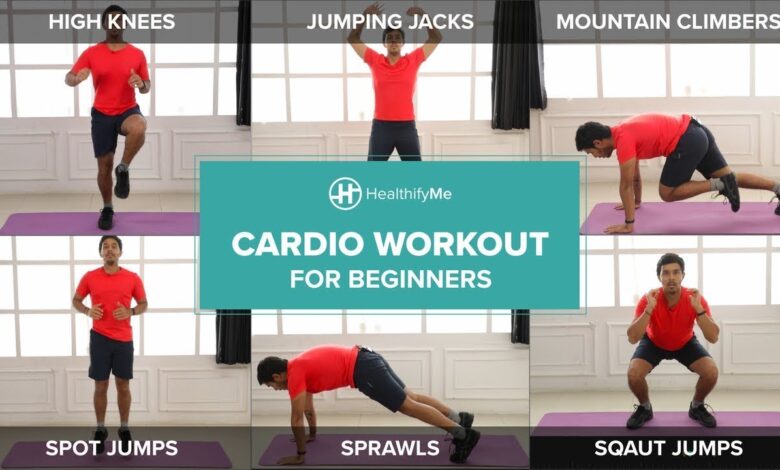 HIGH KNEES
JUMPING JACKS
MOUNTAIN CLIMBERS
HealthifyMe
CARDIO WORKOUT
FOR BEGINNERS
SPOT JUMPS
SPRAWLS
SQAUT JUMPS